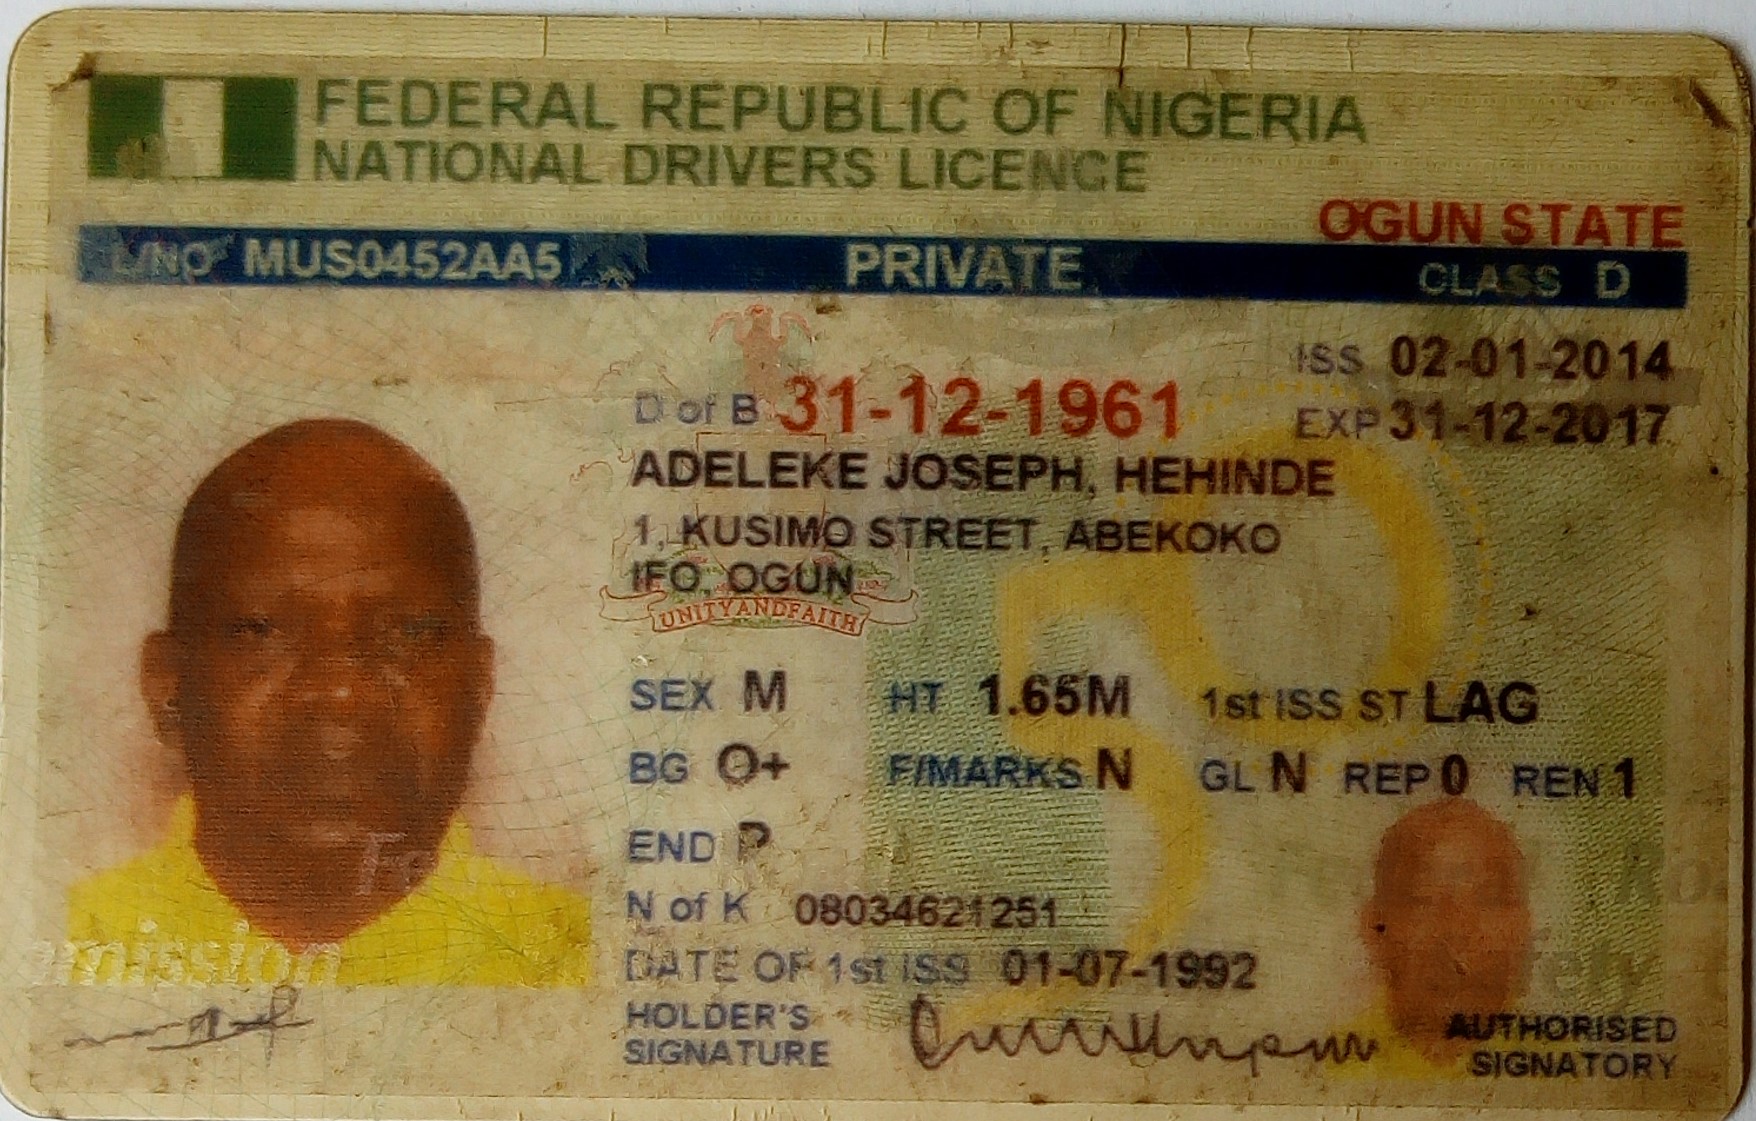 FEDERAL REPUBLIC OF NIGERIA
NATIONAL DRIVERS LICENCE
OGUN STATE
L/NO MUS0452AA5 PRIVATE CLASS D
ISS 02-01-2014
D of B 31-12-1961 EXP 31-12-2017
ADELEKE JOSEPH, HEHINDE
1, KUSIMO STREET, ABEKOKO
IFO, OGUN
UNITY AND FAITH
SEX M HT 1.65M 1st ISS ST LAG
BG O+ F/MARKS N GL N REP 0 REN 1
END P
N of K 08034621251
mission
DATE OF 1st ISS 01-07-1992
HOLDER'S SIGNATURE
AUTHORISED SIGNATORY